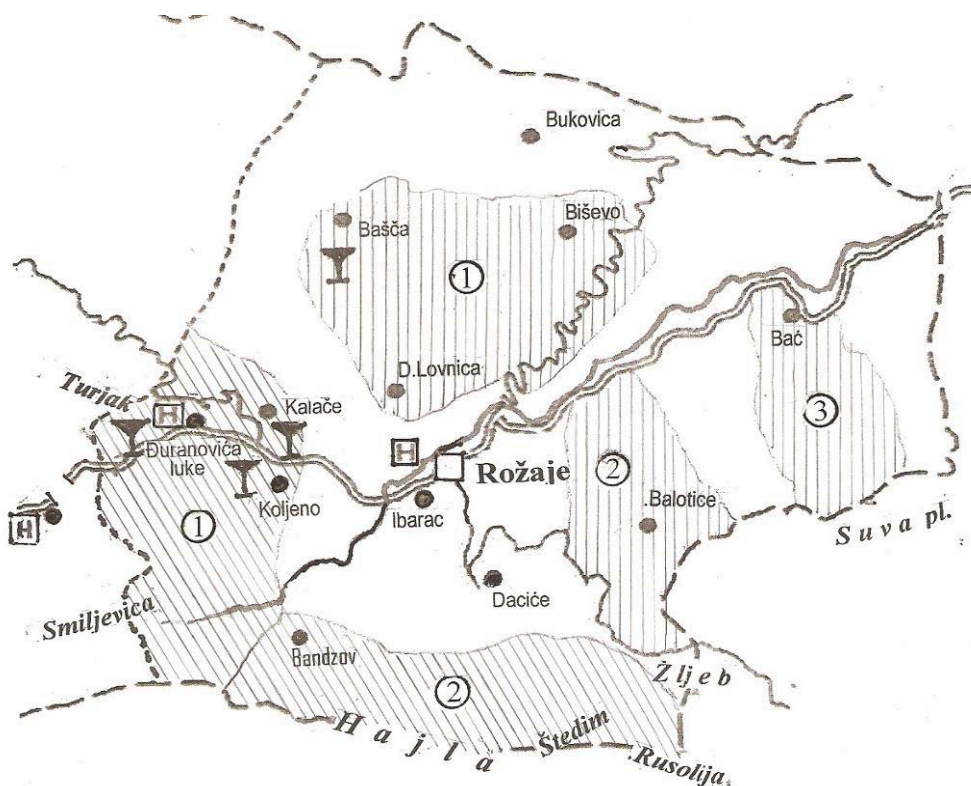 Bukovica
Bašča
Biševo
1
Bać
D.Lovnica
Turjak
Kalače
H
3
Đuranovića
luke
H
Rožaje
2
.Balotice
Koljeno
Ibarac
1
H
Suva pl.
Daciće
Smiljevica
Bandzov
Žljeb
2
Hajla
Štedim
.Rusolija